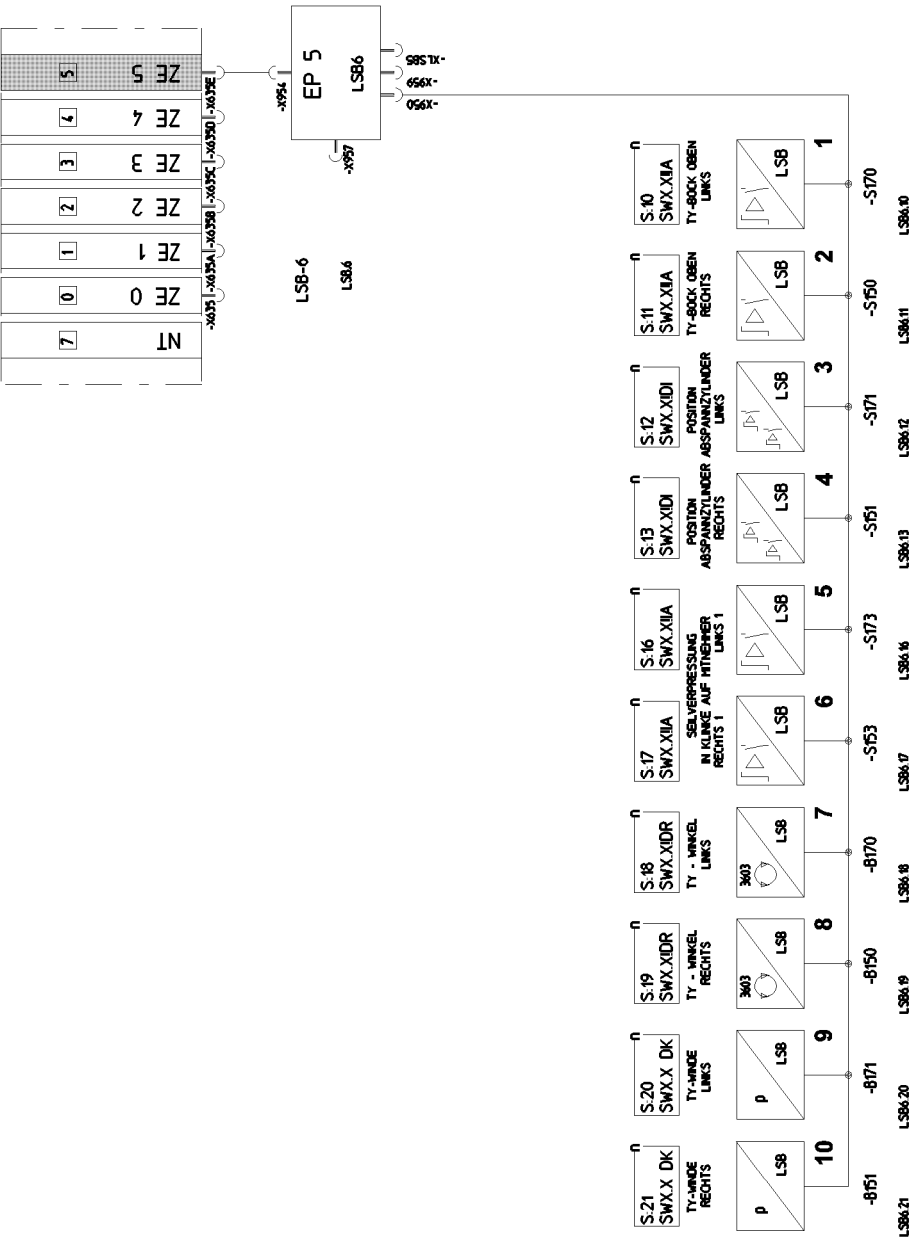 5 ZE 5
4 ZE 4
3 ZE 3
2 ZE 2
1 ZE 1
0 ZE 0
7 NT
-X635E
-X635D
-X635C
-X635B
-X635A
-X635
-X954
EP 5
LSB6
-XLSB5
-X959
-X950
-X957
LSB-6
LSB.6
U
S:10
SWX.XIIA
TY-BOCK OBEN
LINKS
LSB
1
-S170
LSB6.10
U
S:11
SWX.XIIA
TY-BOCK OBEN
RECHTS
LSB
2
-S150
LSB6.11
U
S:12
SWX.XIDI
POSITION
ABSPANNZYLINDER
LINKS
LSB
3
-S171
LSB6.12
U
S:13
SWX.XIDI
POSITION
ABSPANNZYLINDER
RECHTS
LSB
4
-S151
LSB6.13
U
S:16
SWX.XIIA
SEILVERPRESSUNG
IN KLINKE AUF MITNEHMER
LINKS 1
LSB
5
-S173
LSB6.16
U
S:17
SWX.XIIA
RECHTS 1
LSB
6
-S153
LSB6.17
U
S:18
SWX.XIDR
TY - WINKEL
LINKS
3603
LSB
7
-B170
LSB6.18
U
S:19
SWX.XIDR
TY - WINKEL
RECHTS
3603
LSB
8
-B150
LSB6.19
U
S:20
SWX.X DK
TY-WINDE
LINKS
p
LSB
9
-B171
LSB6.20
U
S:21
SWX.X DK
TY-WINDE
RECHTS
p
LSB
10
-B151
LSB6.21